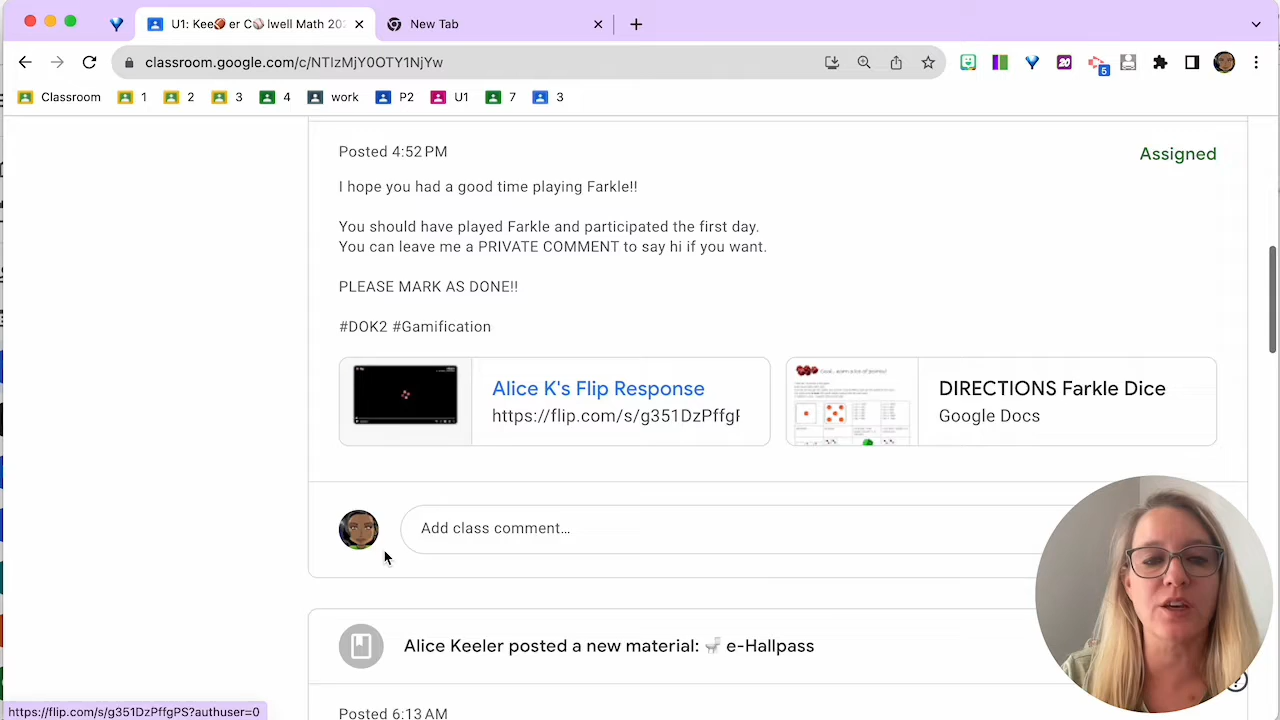 U1: Kee🏈 er C⚾ lwell Math 202
New Tab
classroom.google.com/c/NTIzMjY0OTY1NjYw
Classroom 1 2 3 4 work P2 U1 7 3
5
Posted 4:52 PM
Assigned
I hope you had a good time playing Farkle!!
You should have played Farkle and participated the first day.
You can leave me a PRIVATE COMMENT to say hi if you want.
PLEASE MARK AS DONE!!
#DOK2 #Gamification
Alice K's Flip Response
https://flip.com/s/g351DzPffgP
DIRECTIONS Farkle Dice
Google Docs
Add class comment…
Alice Keeler posted a new material: 🦼 e-Hallpass
Posted 6:13 AM
https://flip.com/s/g351DzPffgPS?authuser=0